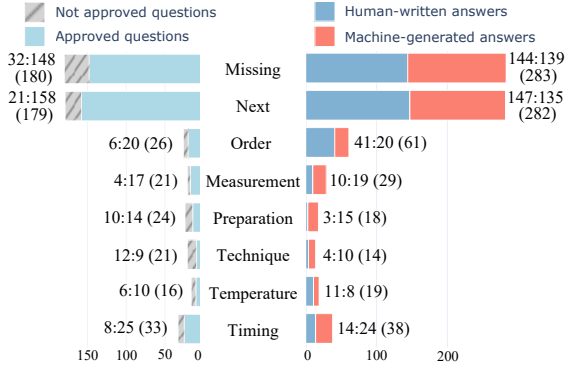 Not approved questions
Approved questions
Human-written answers
Machine-generated answers
32:148 (180) Missing 144:139 (283)
21:158 (179) Next 147:135 (282)
6:20 (26) Order 41:20 (61)
4:17 (21) Measurement 10:19 (29)
10:14 (24) Preparation 3:15 (18)
12:9 (21) Technique 4:10 (14)
6:10 (16) Temperature 11:8 (19)
8:25 (33) Timing 14:24 (38)
150 100 50 0 0 100 200